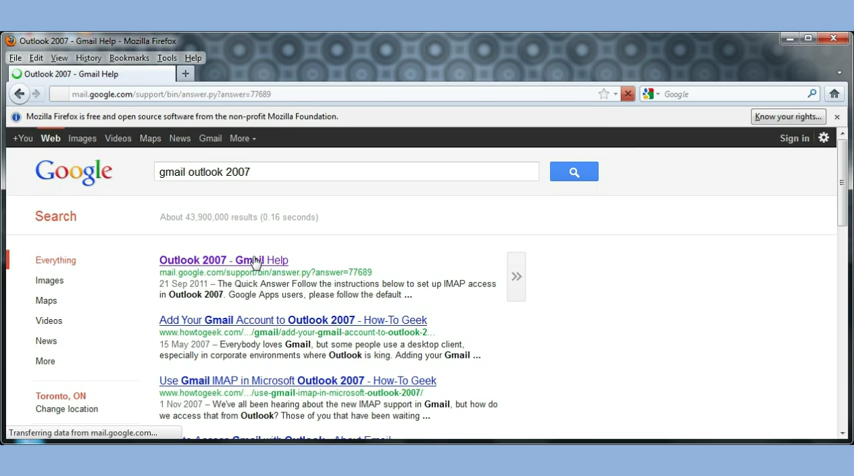 Outlook 2007 - Gmail Help - Mozilla Firefox
File Edit View History Bookmarks Tools Help
Outlook 2007 - Gmail Help
mail.google.com/support/bin/answer.py?answer=77689
Google
Mozilla Firefox is free and open source software from the non-profit Mozilla Foundation.
Know your rights...
+You Web Images Videos Maps News Gmail More
Sign in
Google
gmail outlook 2007
Search
About 43,900,000 results (0.16 seconds)
Everything
Images
Maps
Videos
News
More
Toronto, ON
Change location
Outlook 2007 - Gmail Help
mail.google.com/support/bin/answer.py?answer=77689
21 Sep 2011 – The Quick Answer Follow the instructions below to set up IMAP access
in Outlook 2007. Google Apps users, please follow the default ...
Add Your Gmail Account to Outlook 2007 - How-To Geek
www.howtogeek.com/.../gmail/add-your-gmail-account-to-outlook-2...
15 May 2007 – Everybody loves Gmail, but some people use a desktop client,
especially in corporate environments where Outlook is king. Adding your Gmail ...
Use Gmail IMAP in Microsoft Outlook 2007 - How-To Geek
www.howtogeek.com/.../use-gmail-imap-in-microsoft-outlook-2007/
1 Nov 2007 – We've all been hearing about the new IMAP support in Gmail, but how do
we access that from Outlook? Those of you that have been waiting ...
Access Gmail with Outlook - About Email
Transferring data from mail.google.com...